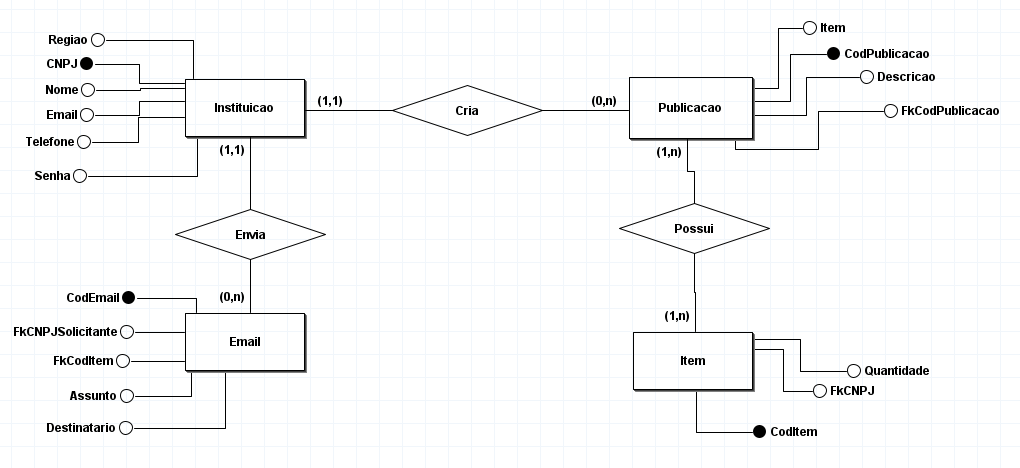 Regiao
CNPJ
Nome
Email
Telefone
Senha
Instituicao
(1,1)
Cria
(0,n)
Publicacao
Item
CodPublicacao
Descricao
FkCodPublicacao
(1,1)
Envia
(0,n)
(1,n)
Possui
(1,n)
CodEmail
FkCNPJSolicitante
FkCodItem
Assunto
Destinatario
Email
Item
Quantidade
FkCNPJ
CodItem